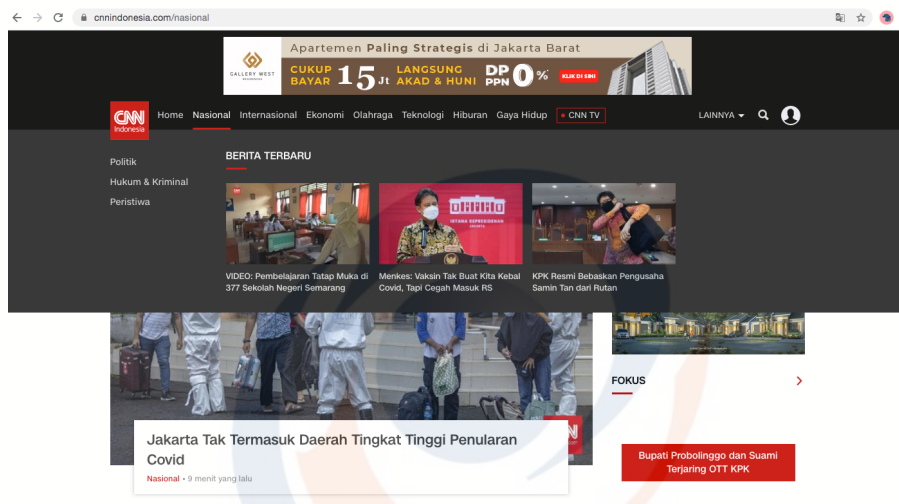 cnnindonesia.com/nasional
Apartemen Paling Strategis di Jakarta Barat
GALLERY WEST
CUKUP BAYAR 15 Jt LANGSUNG AKAD & HUNI DP PPN 0% KLIK DI SINI
CNN Indonesia
Home Nasional Internasional Ekonomi Olahraga Teknologi Hiburan Gaya Hidup CNN TV LAINNYA
Politik
Hukum & Kriminal
Peristiwa
BERITA TERBARU
ISTANA KEPRESIDENAN
JAKARTA
VIDEO: Pembelajaran Tatap Muka di
377 Sekolah Negeri Semarang
Menkes: Vaksin Tak Buat Kita Kebal
Covid, Tapi Cegah Masuk RS
KPK Resmi Bebaskan Pengusaha
Samin Tan dari Rutan
Jakarta Tak Termasuk Daerah Tingkat Tinggi Penularan
Covid
Nasional • 9 menit yang lalu
FOKUS
Bupati Probolinggo dan Suami
Terjaring OTT KPK